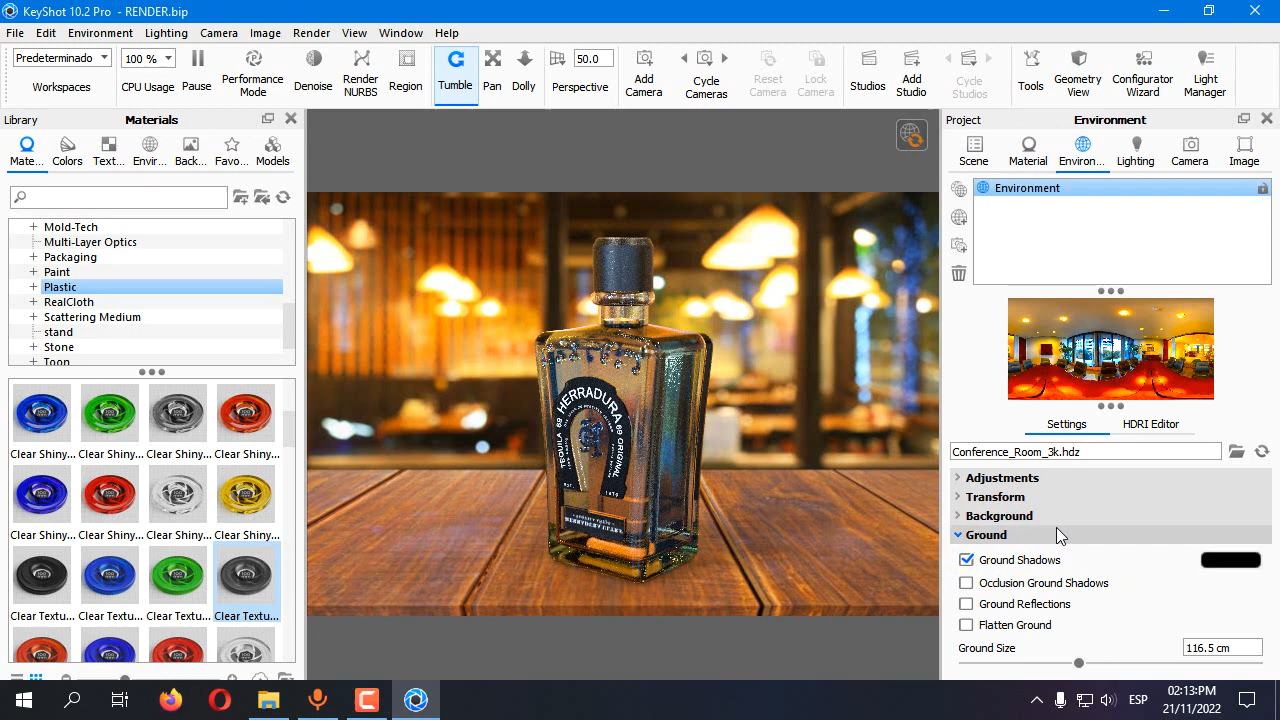 KeyShot 10.2 Pro - RENDER.bip
File Edit Environment Lighting Camera Image Render View Window Help
Predeterminado
Workspaces
100 %
CPU Usage
Pause
Performance Mode
Denoise
Render NURBS
Region
Tumble
Pan
Dolly
50.0
Perspective
Add Camera
Cycle Cameras
Reset Camera
Lock Camera
Studios
Add Studio
Cycle Studios
Tools
Geometry View
Configurator Wizard
Light Manager
Library Materials
Mate... Colors Text... Envir... Back... Favo... Models
Mold-Tech
Multi-Layer Optics
Packaging
Paint
Plastic
RealCloth
Scattering Medium
stand
Stone
Toon
Clear Shiny... Clear Shiny... Clear Shiny... Clear Shiny...
Clear Shiny... Clear Shiny... Clear Shiny... Clear Shiny...
Clear Textu... Clear Textu... Clear Textu... Clear Textu...
HERRADURA
TEQUILA
ORIGINAL
Project Environment
Scene Material Environ... Lighting Camera Image
Environment
Settings HDRI Editor
Conference_Room_3k.hdz
Adjustments
Transform
Background
Ground
Ground Shadows
Occlusion Ground Shadows
Ground Reflections
Flatten Ground
Ground Size 116.5 cm
ESP
02:13:PM
21/11/2022